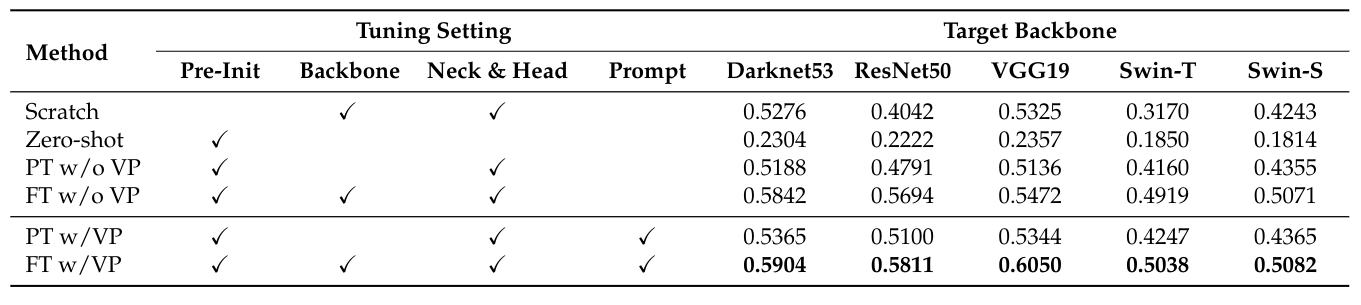 Method Tuning Setting Target Backbone
Pre-Init Backbone Neck & Head Prompt Darknet53 ResNet50 VGG19 Swin-T Swin-S
Scratch ✓ ✓ 0.5276 0.4042 0.5325 0.3170 0.4243
Zero-shot ✓ 0.2304 0.2222 0.2357 0.1850 0.1814
PT w/o VP ✓ ✓ 0.5188 0.4791 0.5136 0.4160 0.4355
FT w/o VP ✓ ✓ ✓ 0.5842 0.5694 0.5472 0.4919 0.5071
PT w/VP ✓ ✓ ✓ 0.5365 0.5100 0.5344 0.4247 0.4365
FT w/VP ✓ ✓ ✓ ✓ 0.5904 0.5811 0.6050 0.5038 0.5082